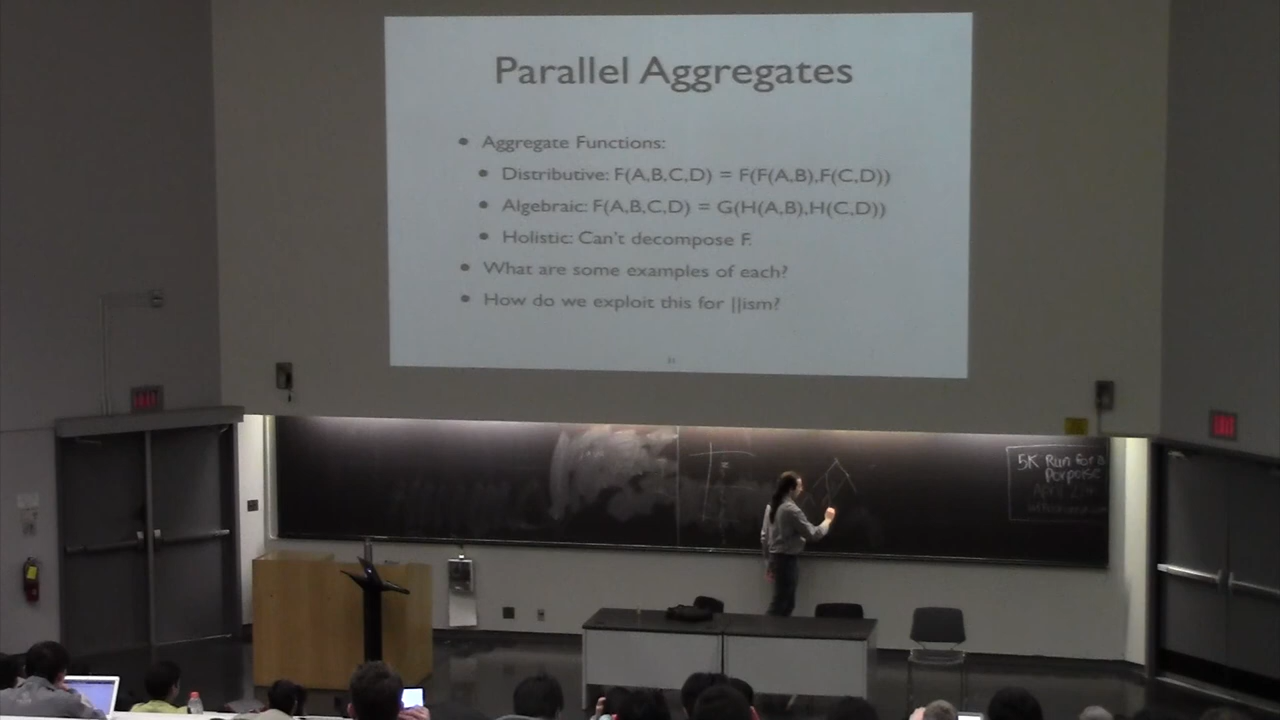 Parallel Aggregates
• Aggregate Functions:
• Distributive: F(A,B,C,D) = F(F(A,B),F(C,D))
• Algebraic: F(A,B,C,D) = G(H(A,B),H(C,D))
• Holistic: Can't decompose F.
• What are some examples of each?
• How do we exploit this for ||ism?
5K Run for a
Porpoise